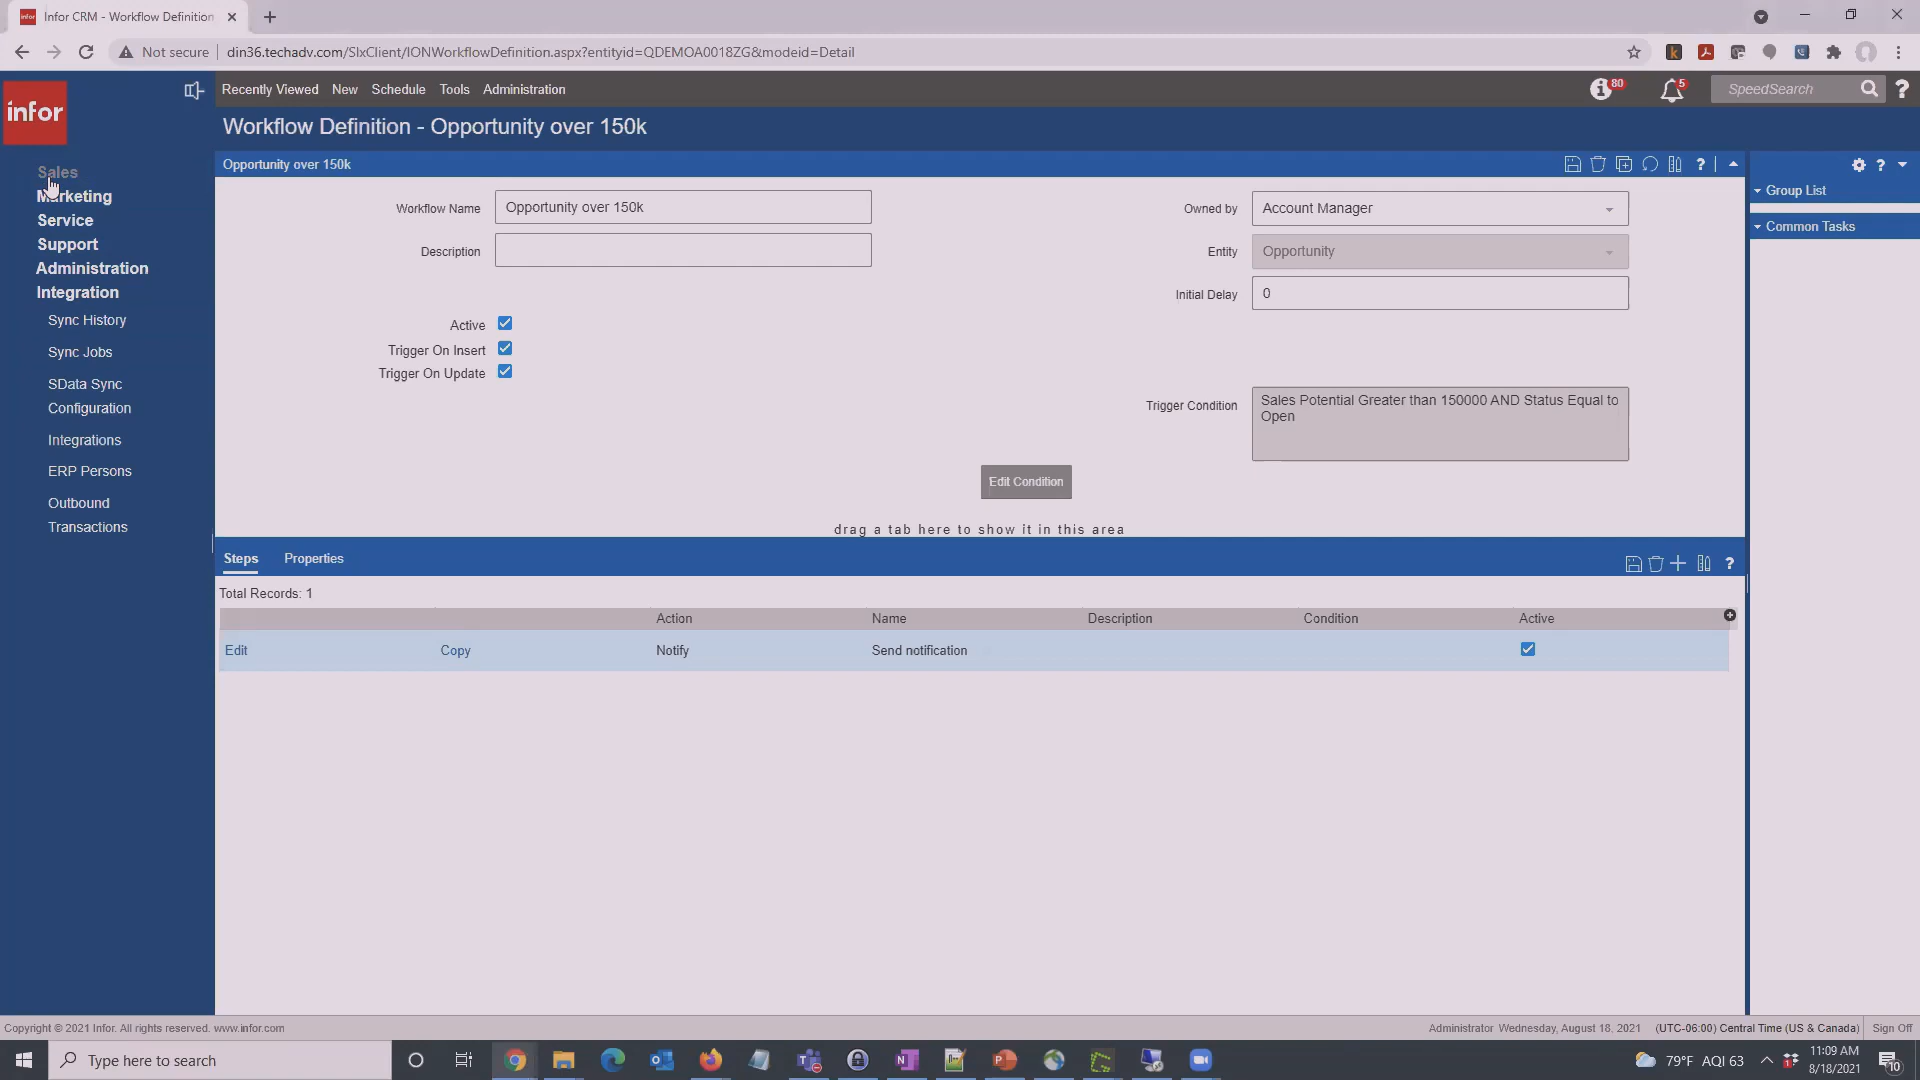 Infor CRM - Workflow Definition
Not secure
din36.techadv.com/SlxClient/IONWorkflowDefinition.aspx?entityid=QDEMOA0018ZG&modeid=Detail
infor
Recently Viewed New Schedule Tools Administration
80
5
SpeedSearch
?
Workflow Definition - Opportunity over 150k
Sales
Marketing
Service
Support
Administration
Integration
Sync History
Sync Jobs
SData Sync
Configuration
Integrations
ERP Persons
Outbound
Transactions
Opportunity over 150k
?
Workflow Name Opportunity over 150k
Description
Active
Trigger On Insert
Trigger On Update
Owned by Account Manager
Entity Opportunity
Initial Delay 0
Trigger Condition
Sales Potential Greater than 150000 AND Status Equal to
Open
Edit Condition
drag a tab here to show it in this area
?
Group List
Common Tasks
Steps Properties
?
Total Records: 1
Action Name Description Condition Active
Edit Copy Notify Send notification
Copyright © 2021 Infor. All rights reserved. www.infor.com
Administrator Wednesday, August 18, 2021 (UTC-06:00) Central Time (US & Canada) Sign Off
Type here to search
79°F AQI 63
11:09 AM
8/18/2021
10